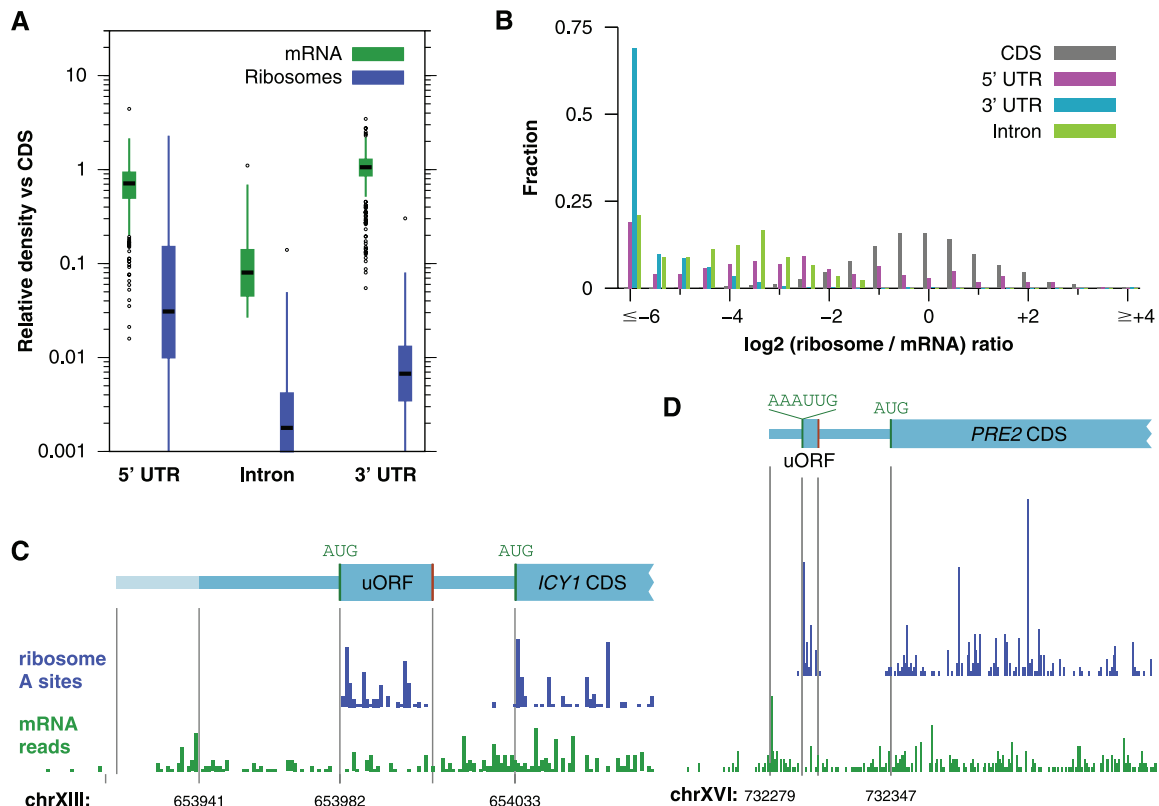 A
mRNA
Ribosomes
10
1
0.1
0.01
0.001
Relative density vs CDS
5' UTR
Intron
3' UTR
B
0.75
0.5
0.25
0
Fraction
CDS
5' UTR
3' UTR
Intron
≤−6
−4
−2
0
+2
≥+4
log2 (ribosome / mRNA) ratio
C
AUG
AUG
uORF
ICY1 CDS
ribosome
A sites
mRNA
reads
chrXIII:
653941
653982
654033
D
AAAUUG
AUG
PRE2 CDS
uORF
chrXVI:
732279
732347